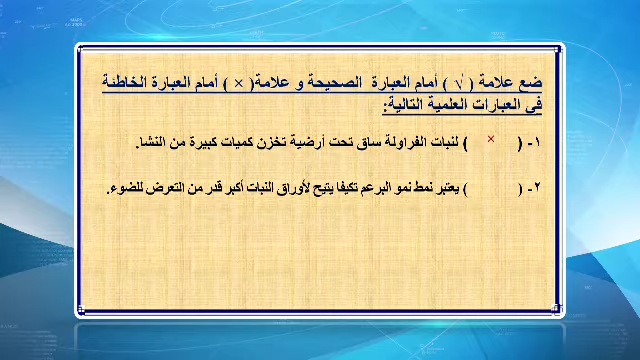 ضع علامة ( √ ) أمام العبارة الصحيحة و علامة( × ) أمام العبارة الخاطئة
فى العبارات العلمية التالية:
١- ( × ) لنبات الفراولة ساق تحت أرضية تخزن كميات كبيرة من النشا.
٢- ( ) يعتبر نمط نمو البرعم تكيفا يتيح لأوراق النبات أكبر قدر من التعرض للضوء.